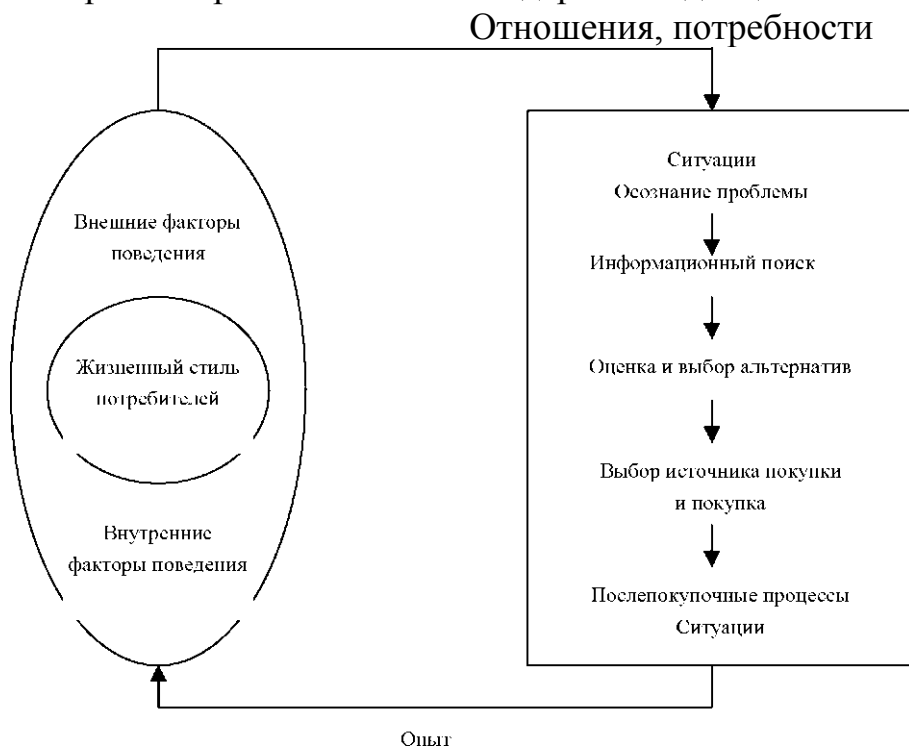 Отношения, потребности
Внешние факторы
поведения
Жизненный стиль
потребителей
Внутренние
факторы поведения
Ситуации
Осознание проблемы
Информационный поиск
Оценка и выбор альтернатив
Выбор источника покупки
и покупка
Послепокупочные процессы
Ситуации
Опыт